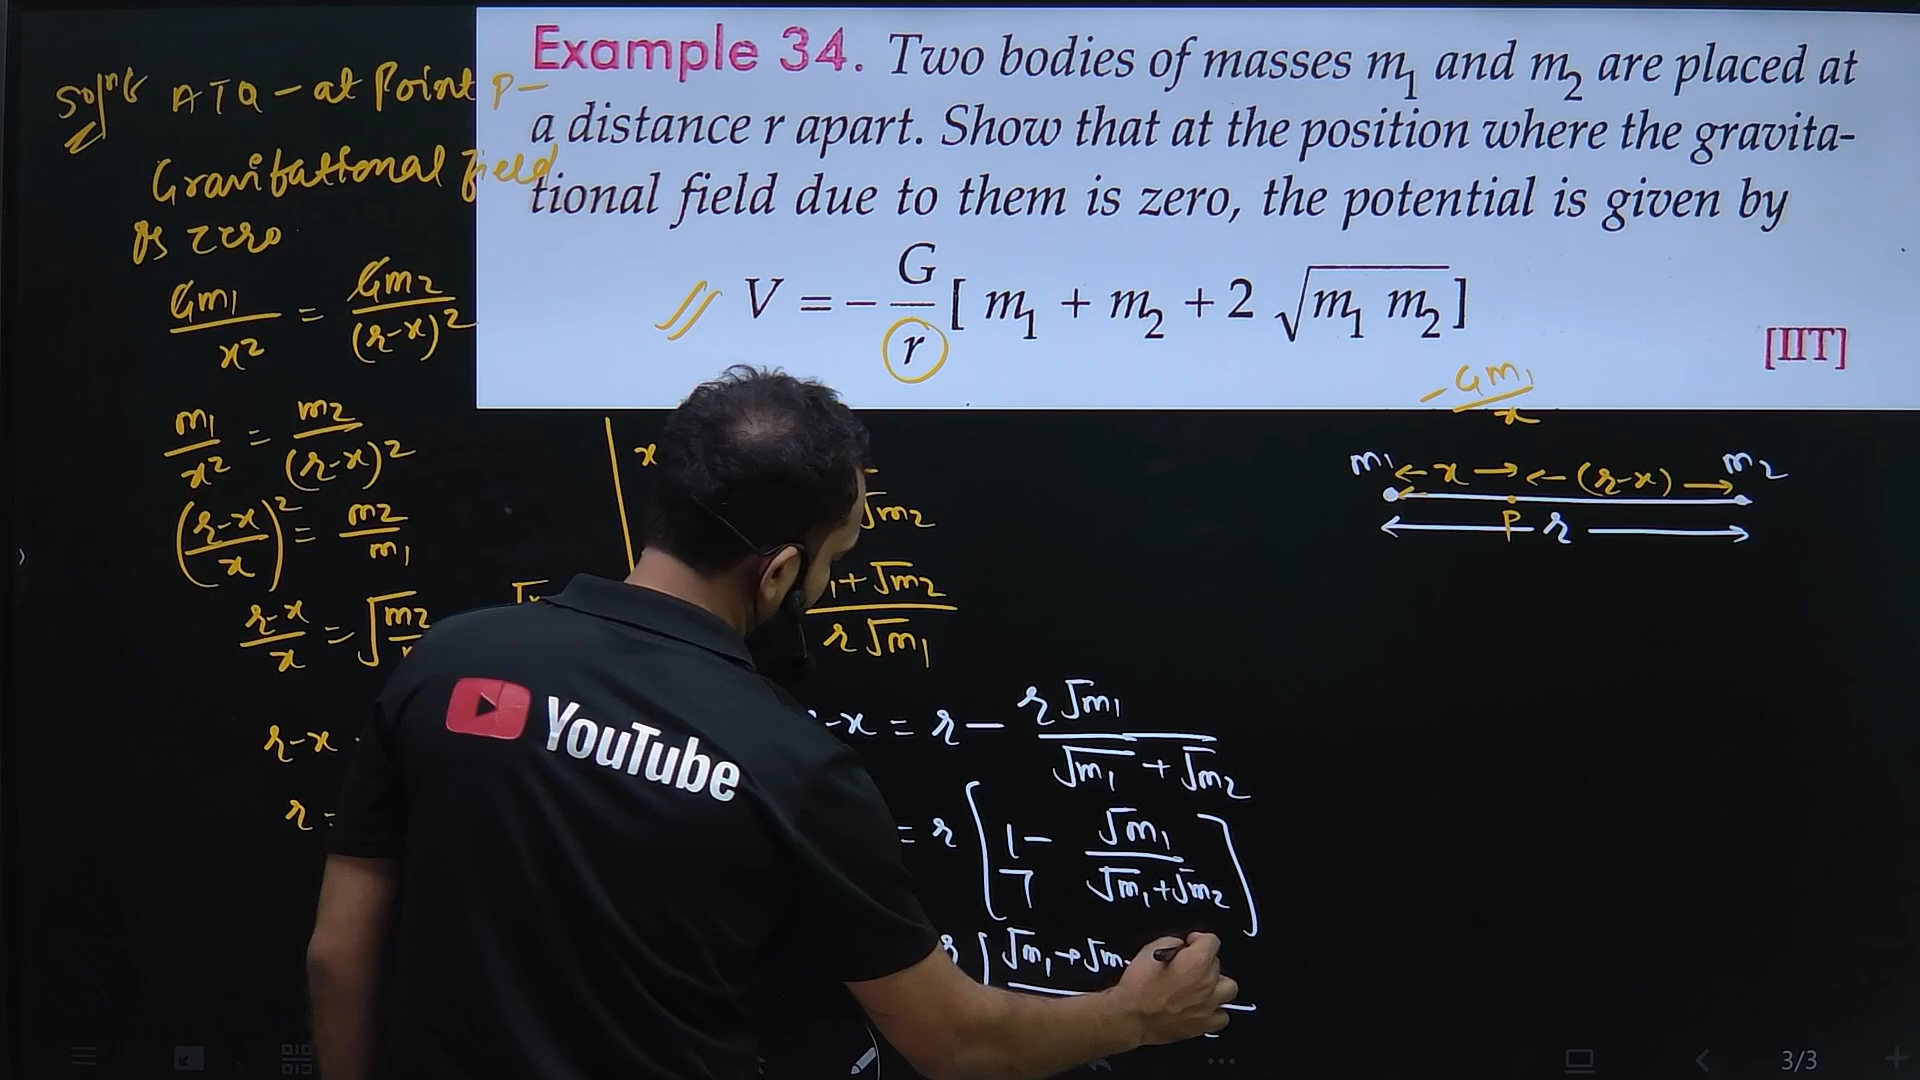 Example 34. Two bodies of masses m₁ and m₂ are placed at
a distance r apart. Show that at the position where the gravita-
tional field due to them is zero, the potential is given by
V = − G/r [ m₁ + m₂ + 2 √(m₁ m₂) ]
[IIT]
Solⁿ ATQ – at Point P –
Gravitational Field
is zero
Gm₁/x² = Gm₂/(r-x)²
m₁/x² = m₂/(r-x)²
((r-x)/x)² = m₂/m₁
(r-x)/x = √m₂
r-x
r =
x
√m₂
+ √m₂
r√m₁
-x = r – r√m₁/(√m₁ + √m₂)
= r [ 1/1 – √m₁/(√m₁+√m₂) ]
r [ √m₁ + √m
-Gm₁/x
m₁ ← x → ← (r-x) → m₂
P r
YouTube
3/3